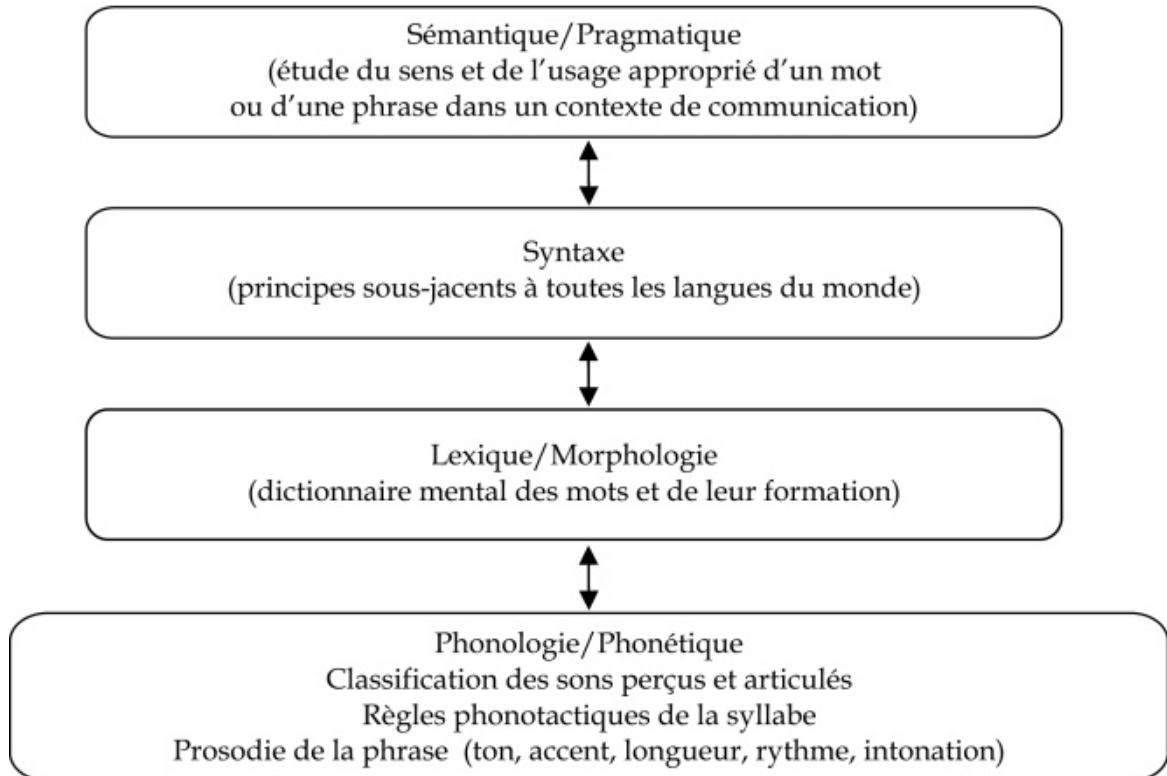 Sémantique/Pragmatique
(étude du sens et de l’usage approprié d’un mot
ou d’une phrase dans un contexte de communication)
Syntaxe
(principes sous-jacents à toutes les langues du monde)
Lexique/Morphologie
(dictionnaire mental des mots et de leur formation)
Phonologie/Phonétique
Classification des sons perçus et articulés
Règles phonotactiques de la syllabe
Prosodie de la phrase (ton, accent, longueur, rythme, intonation)